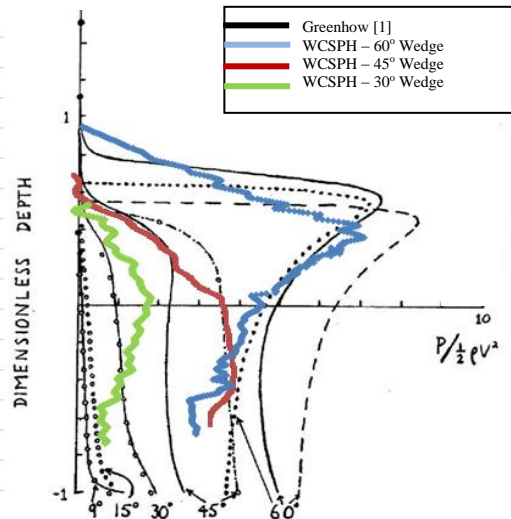 Greenhow [1]
WCSPH – 60° Wedge
WCSPH – 45° Wedge
WCSPH – 30° Wedge
1
DIMENSIONLESS DEPTH
10
P/½ρV²
-1
9° 15° 30° 45° 60°